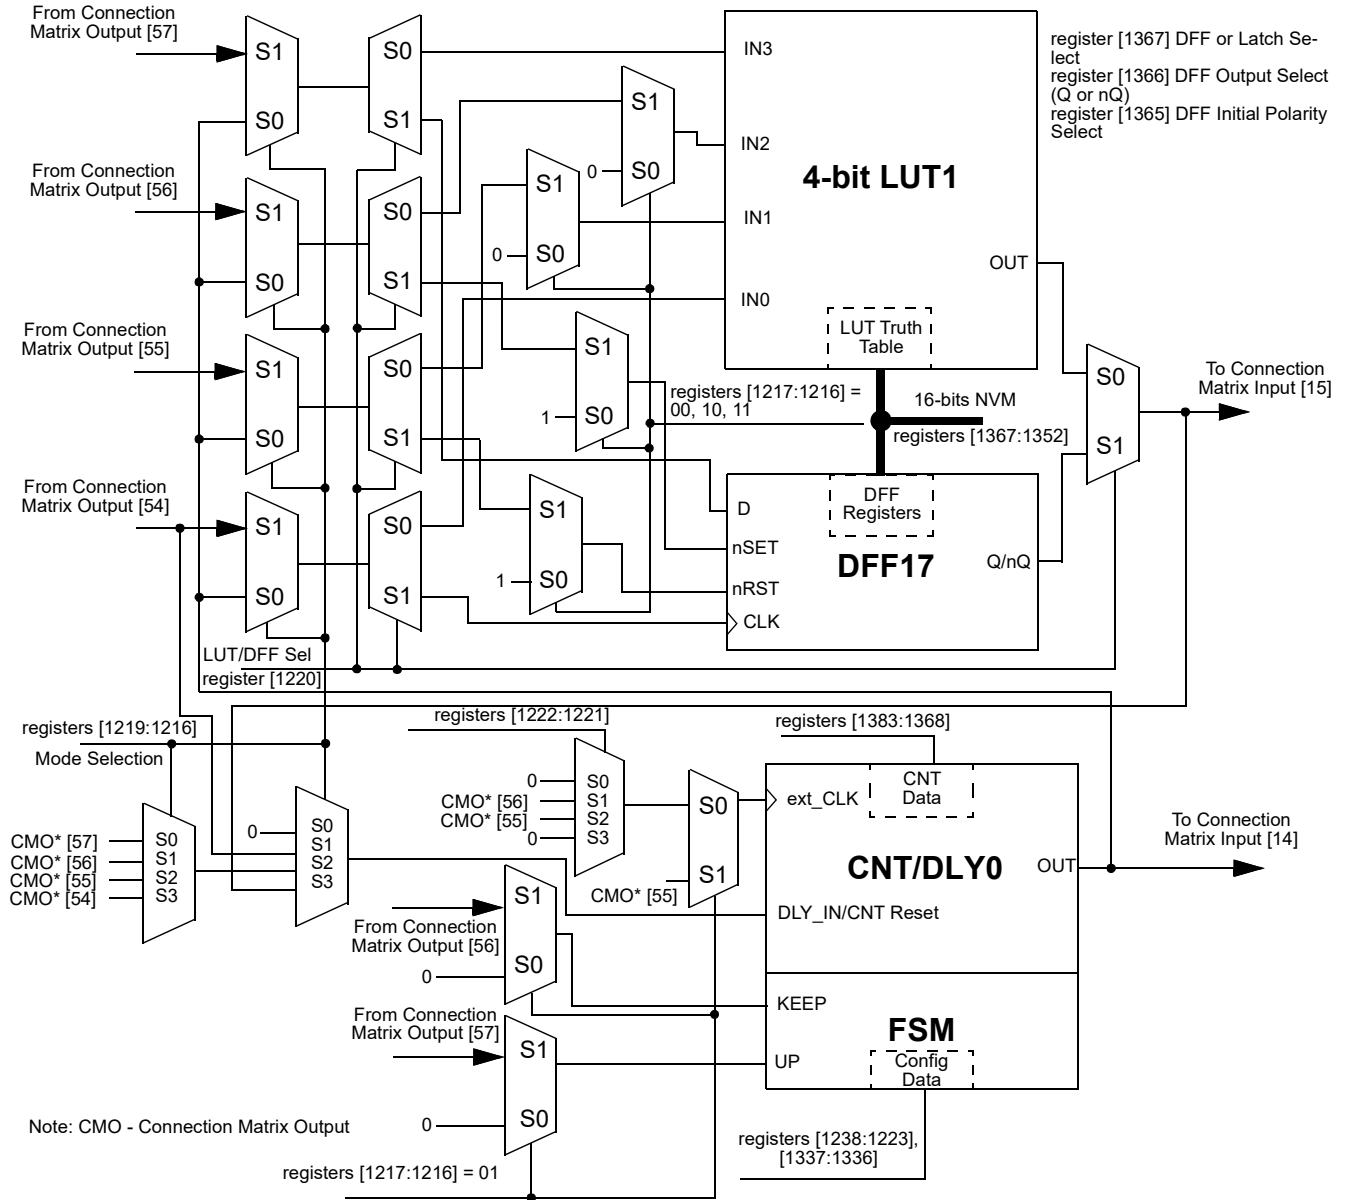 From Connection
Matrix Output [57]
S1
S0
S0
S1
IN3
register [1367] DFF or Latch Se-
lect
register [1366] DFF Output Select
(Q or nQ)
register [1365] DFF Initial Polarity
Select
S1
0
S0
IN2
4-bit LUT1
From Connection
Matrix Output [56]
S1
S0
S0
S1
S1
0
S0
IN1
OUT
IN0
LUT Truth
Table
From Connection
Matrix Output [55]
S1
S0
S0
S1
S1
1
S0
registers [1217:1216] =
00, 10, 11
16-bits NVM
registers [1367:1352]
S0
S1
To Connection
Matrix Input [15]
From Connection
Matrix Output [54]
S1
S0
S0
S1
S1
1
S0
D
nSET
nRST
CLK
DFF
Registers
DFF17
Q/nQ
LUT/DFF Sel
register [1220]
registers [1219:1216]
Mode Selection
registers [1222:1221]
registers [1383:1368]
CMO* [57]
CMO* [56]
CMO* [55]
CMO* [54]
S0
S1
S2
S3
0
S0
S1
S2
S3
0
CMO* [56]
CMO* [55]
0
S0
S1
S2
S3
S0
S1
CMO* [55]
ext_CLK
CNT
Data
CNT/DLY0
OUT
To Connection
Matrix Input [14]
DLY_IN/CNT Reset
From Connection
Matrix Output [56]
S1
0
S0
KEEP
FSM
From Connection
Matrix Output [57]
S1
0
S0
UP
Config
Data
Note: CMO - Connection Matrix Output
registers [1238:1223],
[1337:1336]
registers [1217:1216] = 01